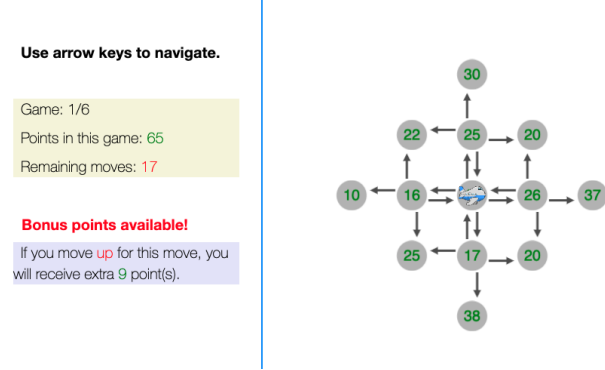 Use arrow keys to navigate.
Game: 1/6
Points in this game: 65
Remaining moves: 17
Bonus points available!
If you move up for this move, you
will receive extra 9 point(s).
30
22 25 20
10 16 26 37
25 17 20
38